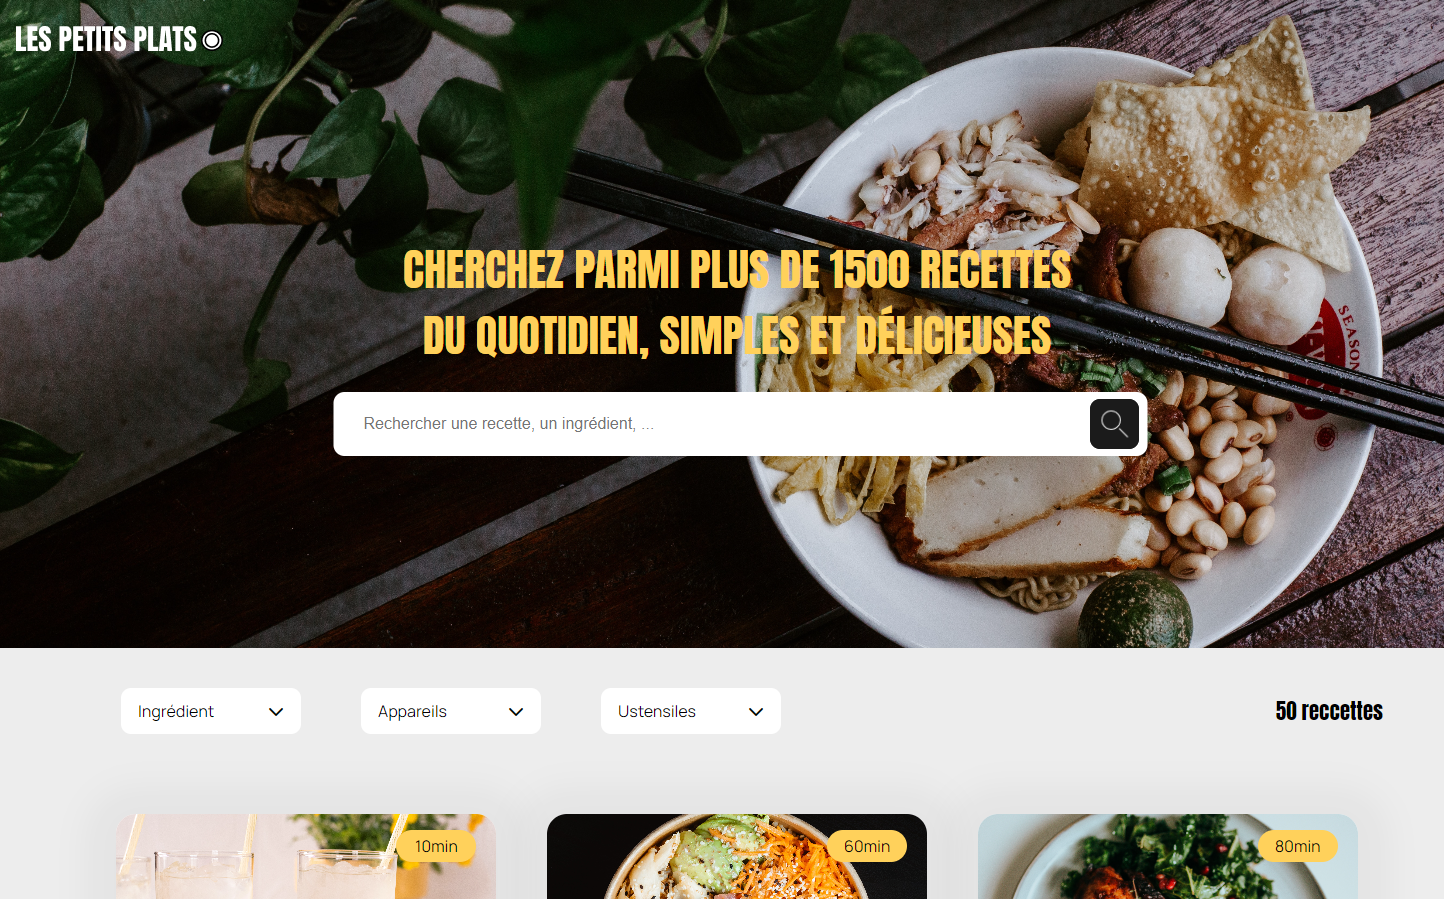 LES PETITS PLATS
CHERCHEZ PARMI PLUS DE 1500 RECETTES
DU QUOTIDIEN, SIMPLES ET DÉLICIEUSES
Rechercher une recette, un ingrédient, ...
Ingrédient
Appareils
Ustensiles
50 reccettes
10min
60min
80min